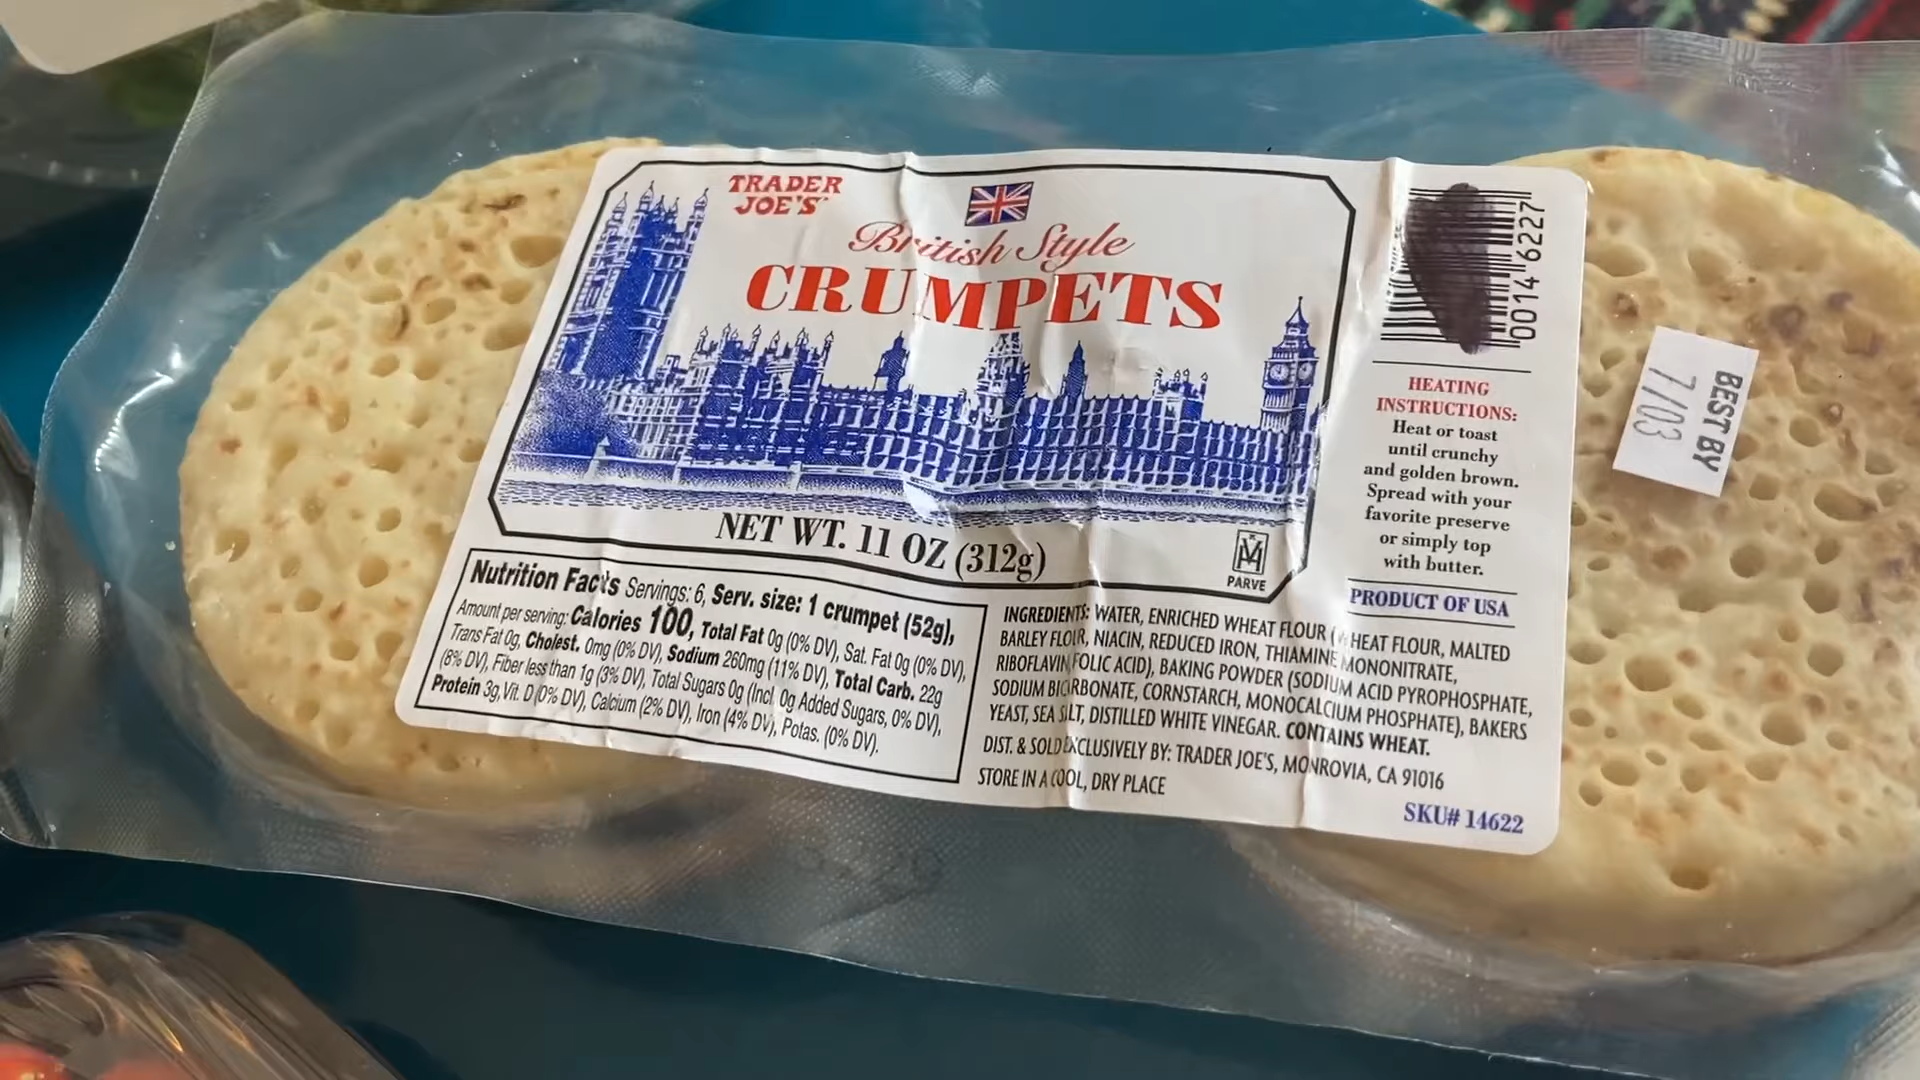 TRADER
JOE'S
British Style
CRUMPETS
NET WT. 11 OZ (312g)
PARVE
Nutrition Facts Servings: 6, Serv. size: 1 crumpet (52g),
Amount per serving: Calories 100, Total Fat 0g (0% DV), Sat. Fat 0g (0% DV),
Trans Fat 0g, Cholest. 0mg (0% DV), Sodium 260mg (11% DV), Total Carb. 22g
(8% DV), Fiber less than 1g (3% DV), Total Sugars 0g (Incl. 0g Added Sugars, 0% DV),
Protein 3g, Vit. D (0% DV), Calcium (2% DV), Iron (4% DV), Potas. (0% DV).
INGREDIENTS: WATER, ENRICHED WHEAT FLOUR (WHEAT FLOUR, MALTED
BARLEY FLOUR, NIACIN, REDUCED IRON, THIAMINE MONONITRATE,
RIBOFLAVIN, FOLIC ACID), BAKING POWDER (SODIUM ACID PYROPHOSPHATE,
SODIUM BICARBONATE, CORNSTARCH, MONOCALCIUM PHOSPHATE), BAKERS
YEAST, SEA SALT, DISTILLED WHITE VINEGAR. CONTAINS WHEAT.
DIST. & SOLD EXCLUSIVELY BY: TRADER JOE'S, MONROVIA, CA 91016
STORE IN A COOL, DRY PLACE
0014 6227
HEATING
INSTRUCTIONS:
Heat or toast
until crunchy
and golden brown.
Spread with your
favorite preserve
or simply top
with butter.
PRODUCT OF USA
SKU# 14622
BEST BY
7/03